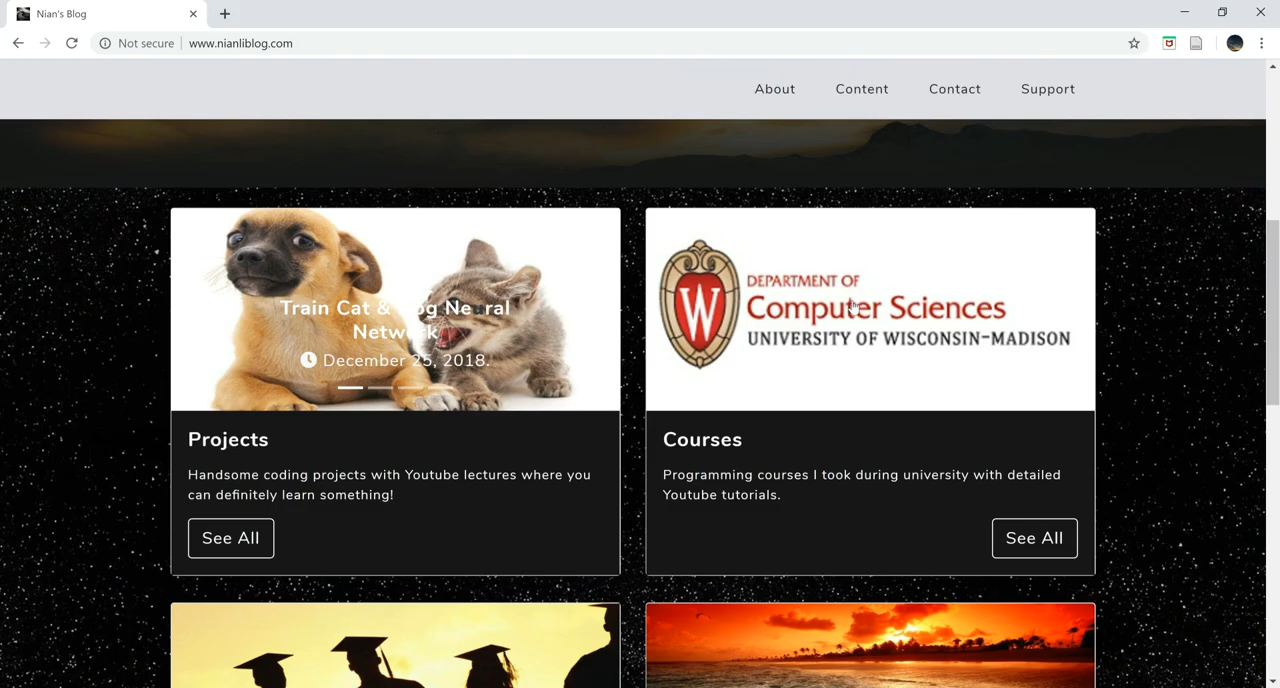 Nian's Blog
Not secure
www.nianliblog.com
About
Content
Contact
Support
Train Cat & Dog Neural
Network
December 25, 2018.
W
DEPARTMENT OF
Computer Sciences
UNIVERSITY OF WISCONSIN–MADISON
Projects
Handsome coding projects with Youtube lectures where you
can definitely learn something!
See All
Courses
Programming courses I took during university with detailed
Youtube tutorials.
See All